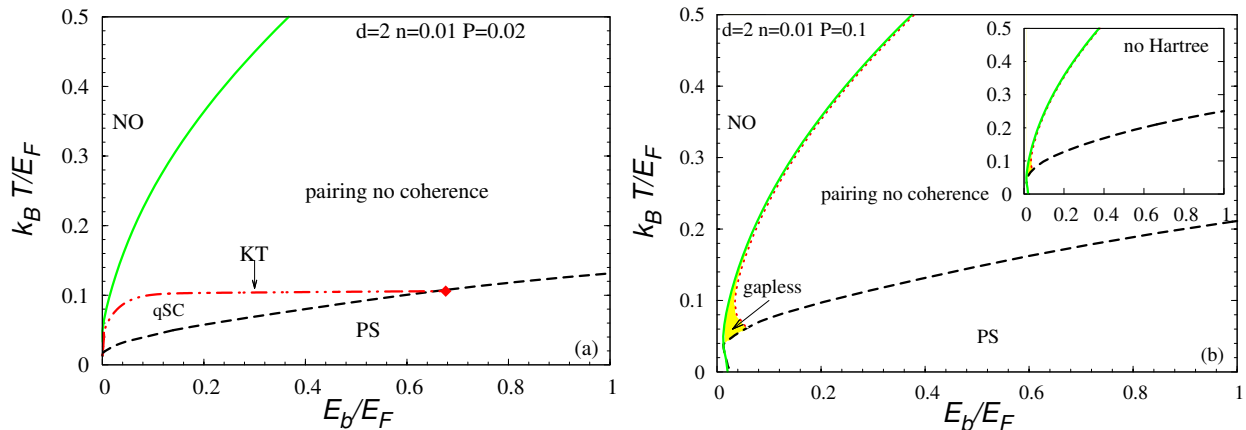 0.5
0.4
0.3
0.2
0.1
0
k_B T/E_F
d=2 n=0.01 P=0.02
NO
pairing no coherence
KT
qSC
PS
(a)
0 0.2 0.4 0.6 0.8 1
E_b/E_F
0.5
0.4
0.3
0.2
0.1
0
k_B T/E_F
d=2 n=0.01 P=0.1
NO
pairing no coherence
gapless
PS
(b)
0 0.2 0.4 0.6 0.8 1
E_b/E_F
no Hartree
0.5
0.4
0.3
0.2
0.1
0
0 0.2 0.4 0.6 0.8 1